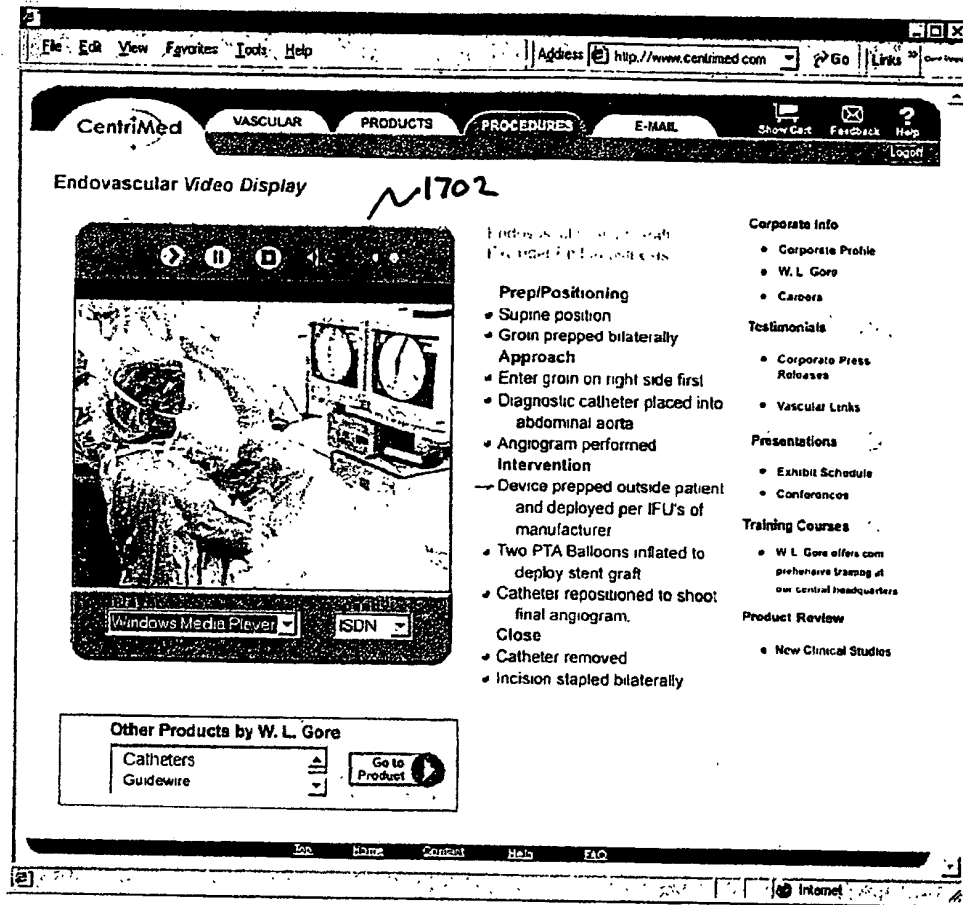 File Edit View Favorites Tools Help
Address http://www.centrimed com Go Links »
CentriMed
VASCULAR
PRODUCTS
PROCEDURES
E-MAIL
Show Cart
Feedback
Help
Logoff
Endovascular Video Display
1702
Prep/Positioning
Supine position
Groin prepped bilaterally
Approach
Enter groin on right side first
Diagnostic catheter placed into
abdominal aorta
Angiogram performed
Intervention
Device prepped outside patient
and deployed per IFU's of
manufacturer
Two PTA Balloons inflated to
deploy stent graft
Catheter repositioned to shoot
final angiogram.
Close
Catheter removed
Incision stapled bilaterally
Corporate Info
Corporate Profile
W. L. Gore
Careers
Testimonials
Corporate Press
Releases
Vascular Links
Presentations
Exhibit Schedule
Conferences
Training Courses
W L. Gore offers com
prehensive training at
our central headquarters
Product Review
New Clinical Studies
Windows Media Player
ISDN
Other Products by W. L. Gore
Catheters
Guidewire
Go to
Product
Top Home Contact Help FAQ
Internet